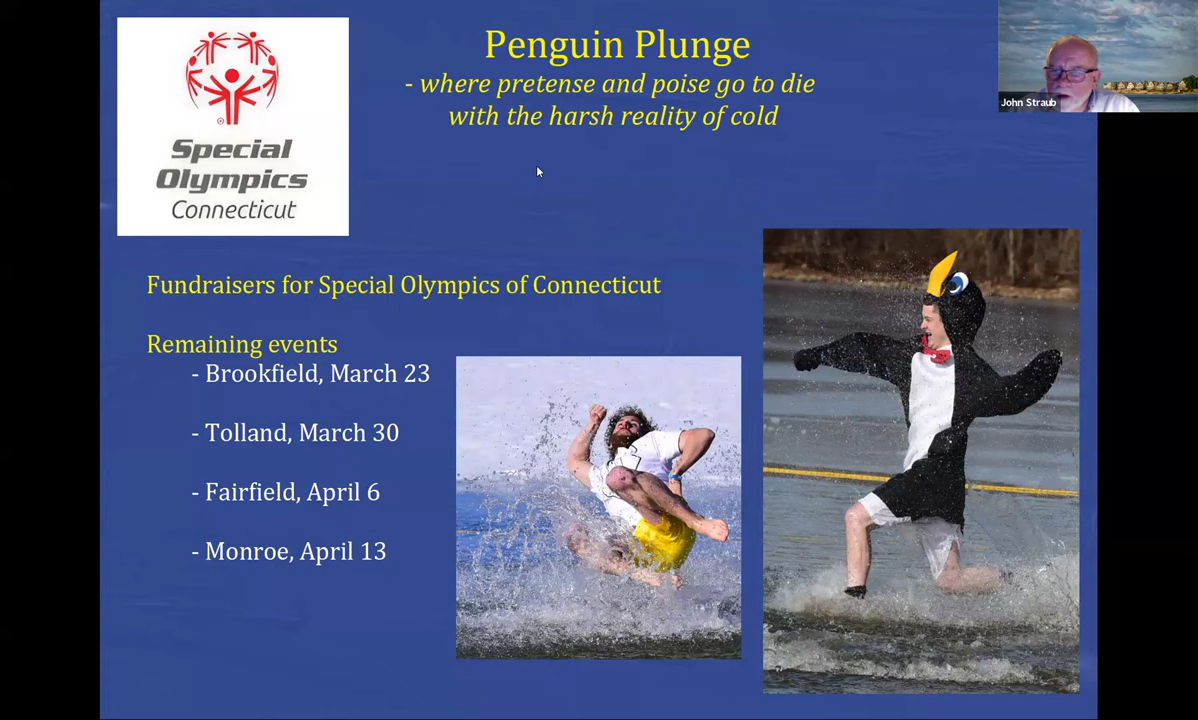 Penguin Plunge
- where pretense and poise go to die
with the harsh reality of cold
John Straub
Special
Olympics
Connecticut
Fundraisers for Special Olympics of Connecticut
Remaining events
- Brookfield, March 23
- Tolland, March 30
- Fairfield, April 6
- Monroe, April 13